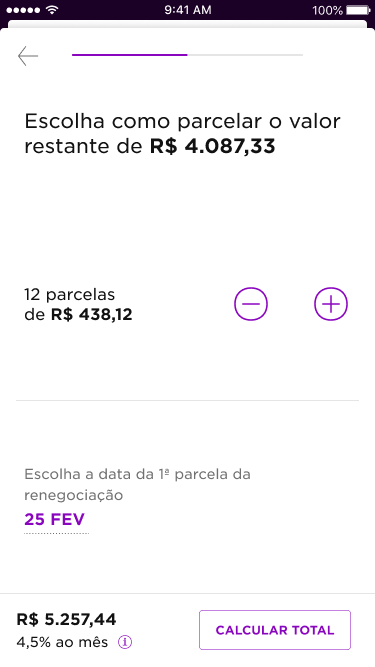 9:41 AM
100%
Escolha como parcelar o valor
restante de R$ 4.087,33
12 parcelas
de R$ 438,12
Escolha a data da 1ª parcela da
renegociação
25 FEV
R$ 5.257,44
4,5% ao mês
CALCULAR TOTAL